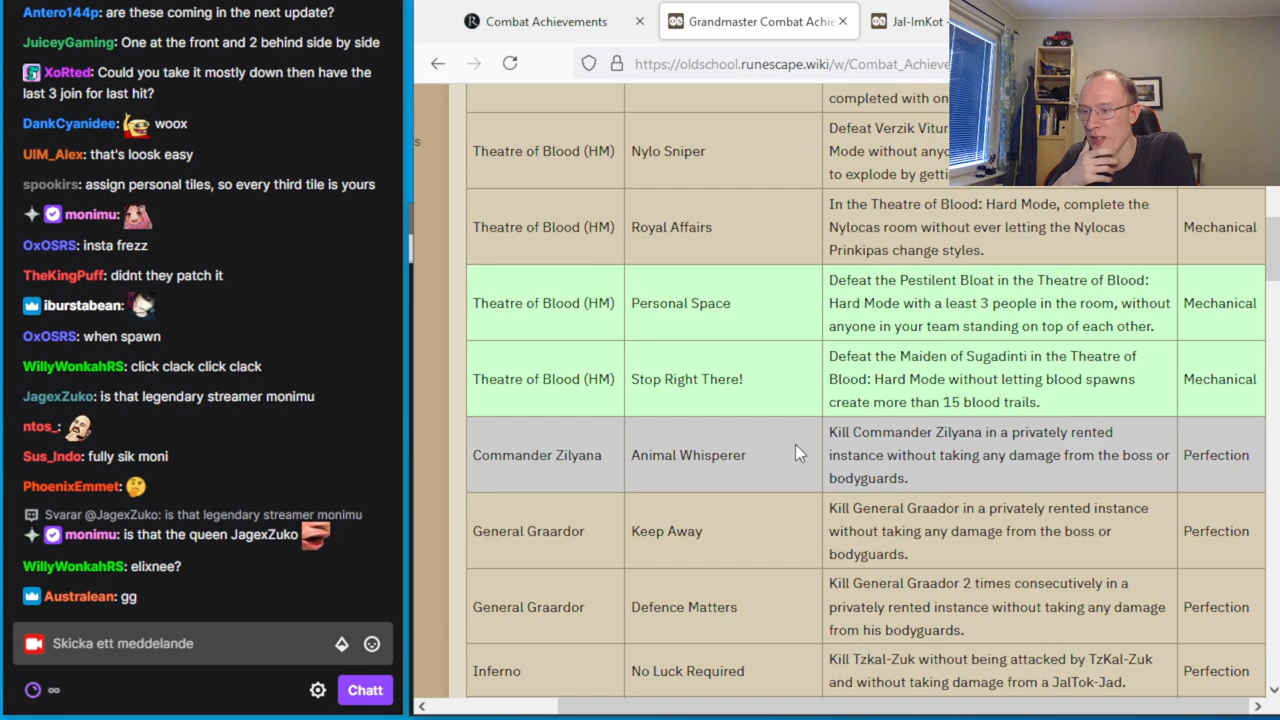 Antero144p: are these coming in the next update?
JuiceyGaming: One at the front and 2 behind side by side
XoRted: Could you take it mostly down then have the
last 3 join for last hit?
DankCyanidee: woox
UIM_Alex: that's loosk easy
spookirs: assign personal tiles, so every third tile is yours
monimu:
OxOSRS: insta frezz
TheKingPuff: didnt they patch it
iburstabean:
OxOSRS: when spawn
WillyWonkahRS: click clack click clack
JagexZuko: is that legendary streamer monimu
ntos_:
Sus_Indo: fully sik moni
PhoenixEmmet:
Svarar @JagexZuko: is that legendary streamer monimu
monimu: is that the queen JagexZuko
WillyWonkahRS: elixnee?
Australean: gg
Skicka ett meddelande
∞
Chatt
Combat Achievements
Grandmaster Combat Achie
Jal-ImKot -
https://oldschool.runescape.wiki/w/Combat_Achieve
s
completed with on
Theatre of Blood (HM)
Nylo Sniper
Defeat Verzik Vitur
Mode without anyo
to explode by getti
Theatre of Blood (HM)
Royal Affairs
In the Theatre of Blood: Hard Mode, complete the
Nylocas room without ever letting the Nylocas
Prinkipas change styles.
Mechanical
Theatre of Blood (HM)
Personal Space
Defeat the Pestilent Bloat in the Theatre of Blood:
Hard Mode with a least 3 people in the room, without
anyone in your team standing on top of each other.
Mechanical
Theatre of Blood (HM)
Stop Right There!
Defeat the Maiden of Sugadinti in the Theatre of
Blood: Hard Mode without letting blood spawns
create more than 15 blood trails.
Mechanical
Commander Zilyana
Animal Whisperer
Kill Commander Zilyana in a privately rented
instance without taking any damage from the boss or
bodyguards.
Perfection
General Graardor
Keep Away
Kill General Graador in a privately rented instance
without taking any damage from the boss or
bodyguards.
Perfection
General Graardor
Defence Matters
Kill General Graador 2 times consecutively in a
privately rented instance without taking any damage
from his bodyguards.
Perfection
Inferno
No Luck Required
Kill Tzkal-Zuk without being attacked by TzKal-Zuk
and without taking damage from a JalTok-Jad.
Perfection